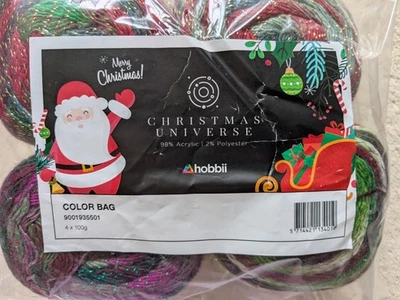 Merry
Christmas!
CHRISTMAS
UNIVERSE
98% Acrylic | 2% Polyester
hobbii
COLOR BAG
9001935501
4 x 100g